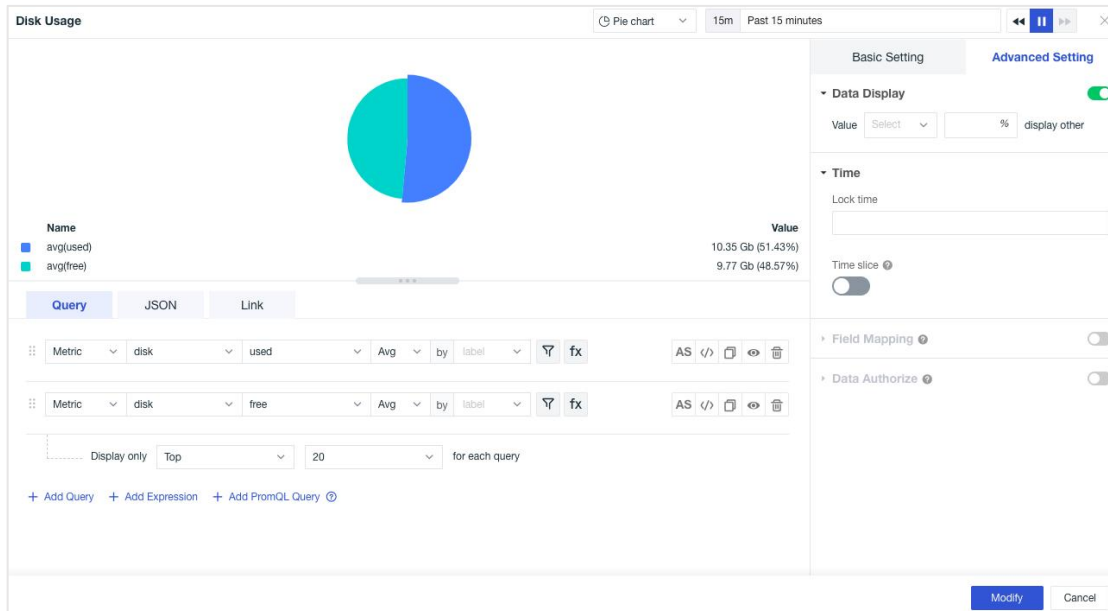 Disk Usage
Pie chart
15m Past 15 minutes
Basic Setting
Advanced Setting
Data Display
Value Select % display other
Time
Lock time
Time slice
Field Mapping
Data Authorize
Name Value
avg(used) 10.35 Gb (51.43%)
avg(free) 9.77 Gb (48.57%)
Query JSON Link
Metric disk used Avg by label fx AS </>
Metric disk free Avg by label fx AS </>
Display only Top 20 for each query
+ Add Query + Add Expression + Add PromQL Query
Modify Cancel